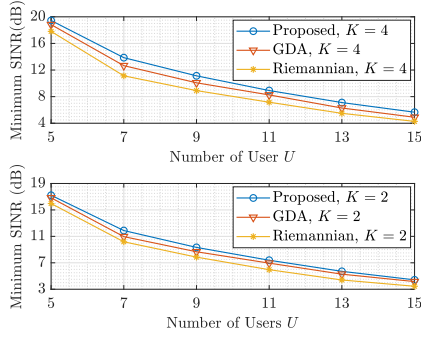 20
16
12
8
4
Minimum SINR(dB)
Proposed, K = 4
GDA, K = 4
Riemannian, K = 4
5 7 9 11 13 15
Number of User U
19
15
11
7
3
Minimum SINR (dB)
Proposed, K = 2
GDA, K = 2
Riemannian, K = 2
5 7 9 11 13 15
Number of Users U